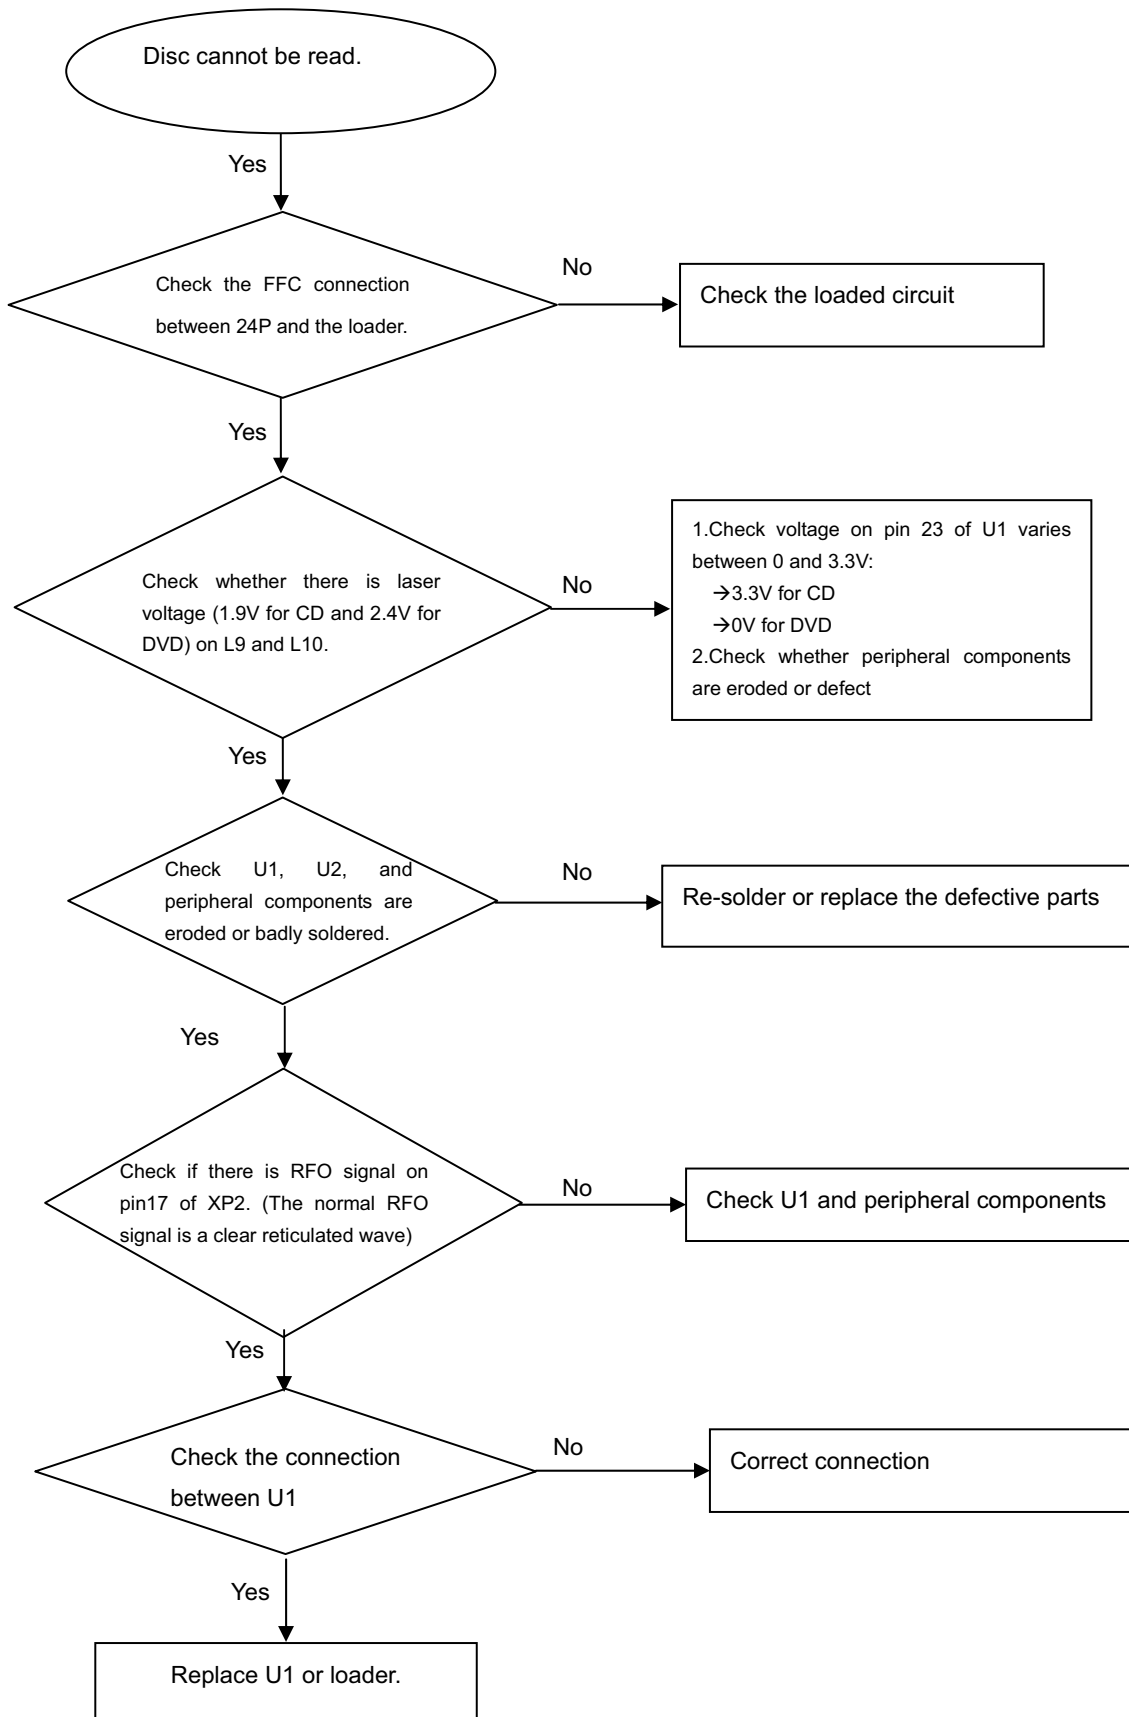 Disc cannot be read.
Yes
Check the FFC connection
between 24P and the loader.
No
Check the loaded circuit
Yes
Check whether there is laser
voltage (1.9V for CD and 2.4V for
DVD) on L9 and L10.
No
1.Check voltage on pin 23 of U1 varies
between 0 and 3.3V:
→3.3V for CD
→0V for DVD
2.Check whether peripheral components
are eroded or defect
Yes
Check U1, U2, and
peripheral components are
eroded or badly soldered.
No
Re-solder or replace the defective parts
Yes
Check if there is RFO signal on
pin17 of XP2. (The normal RFO
signal is a clear reticulated wave)
No
Check U1 and peripheral components
Yes
Check the connection
between U1
No
Correct connection
Yes
Replace U1 or loader.